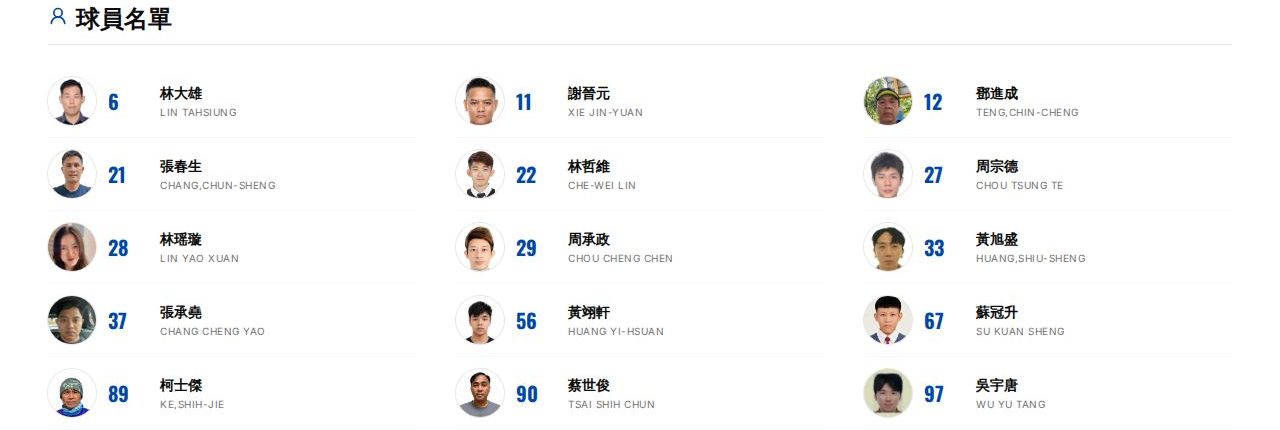 球員名單
6
林大雄
LIN TAHSIUNG
11
謝晉元
XIE JIN-YUAN
12
鄧進成
TENG,CHIN-CHENG
21
張春生
CHANG,CHUN-SHENG
22
林哲維
CHE-WEI LIN
27
周宗德
CHOU TSUNG TE
28
林瑶璇
LIN YAO XUAN
29
周承政
CHOU CHENG CHEN
33
黃旭盛
HUANG,SHIU-SHENG
37
張承堯
CHANG CHENG YAO
56
黃翊軒
HUANG YI-HSUAN
67
蘇冠升
SU KUAN SHENG
89
柯士傑
KE,SHIH-JIE
90
蔡世俊
TSAI SHIH CHUN
97
吳宇唐
WU YU TANG